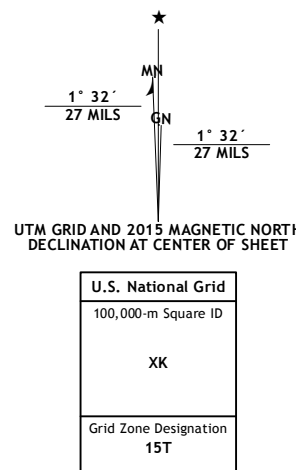 MN
1° 32´
27 MILS
GN
1° 32´
27 MILS
UTM GRID AND 2015 MAGNETIC NORTH
DECLINATION AT CENTER OF SHEET
U.S. National Grid
100,000-m Square ID
XK
Grid Zone Designation
15T